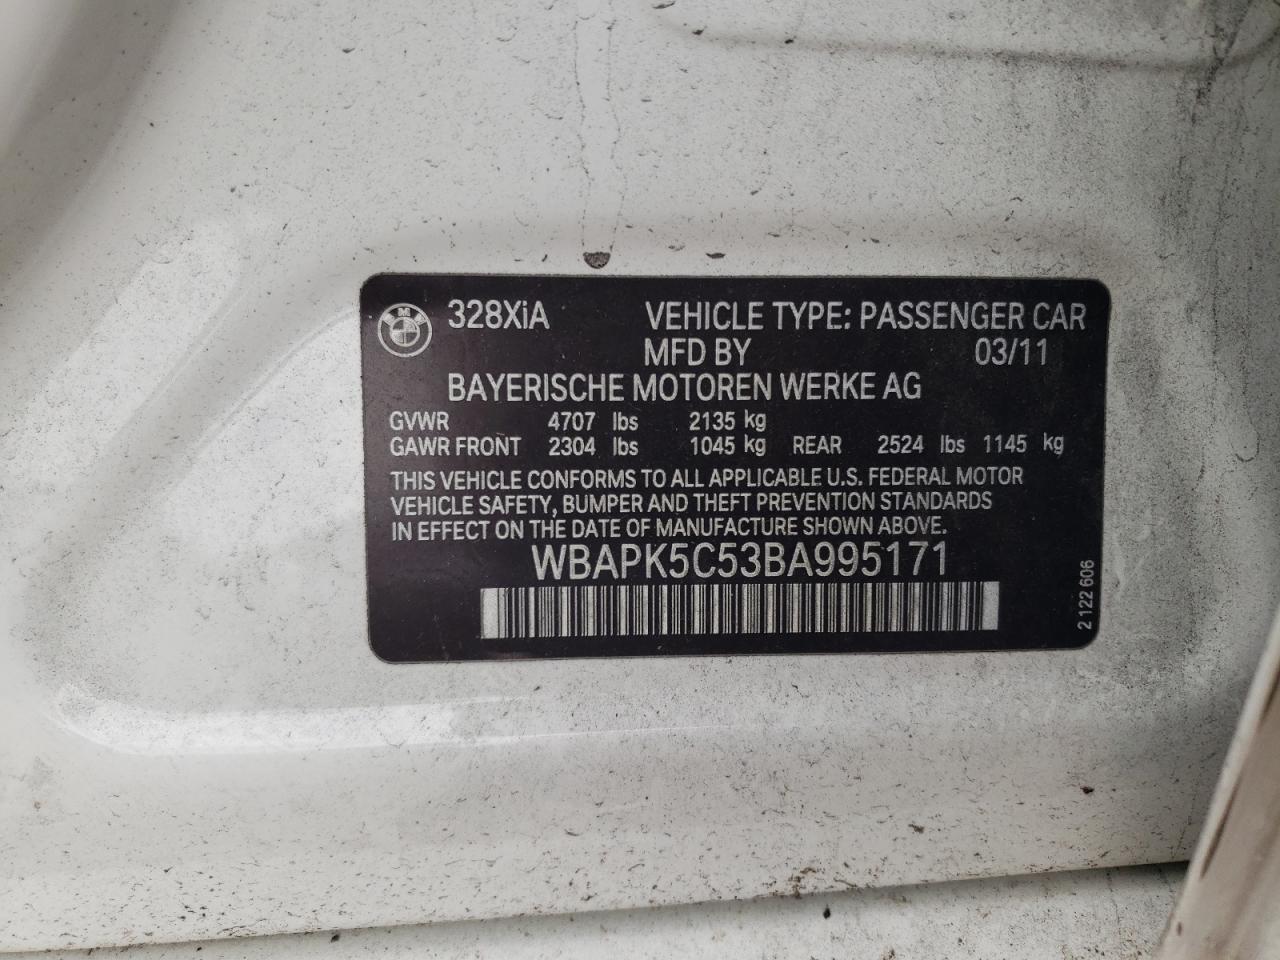 BMW 328XiA VEHICLE TYPE: PASSENGER CAR
MFD BY 03/11
BAYERISCHE MOTOREN WERKE AG
GVWR 4707 lbs 2135 kg
GAWR FRONT 2304 lbs 1045 kg REAR 2524 lbs 1145 kg
THIS VEHICLE CONFORMS TO ALL APPLICABLE U.S. FEDERAL MOTOR
VEHICLE SAFETY, BUMPER AND THEFT PREVENTION STANDARDS
IN EFFECT ON THE DATE OF MANUFACTURE SHOWN ABOVE.
WBAPK5C53BA995171
2 122 606